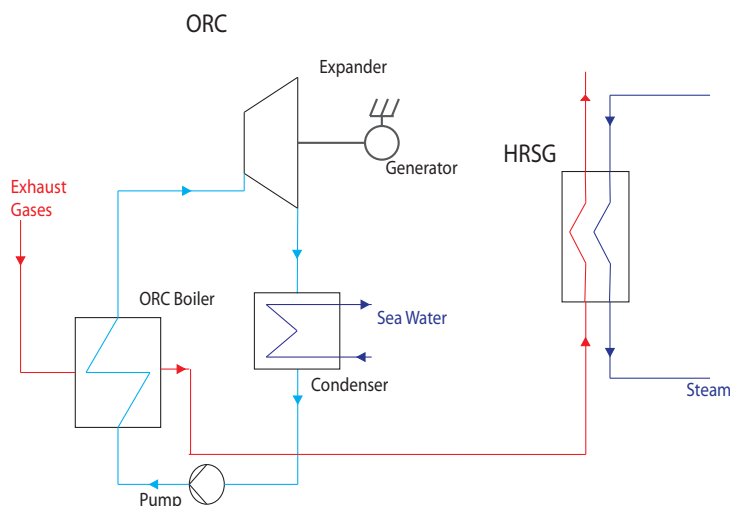 ORC
Expander
Generator
HRSG
Exhaust
Gases
ORC Boiler
Sea Water
Condenser
Steam
Pump